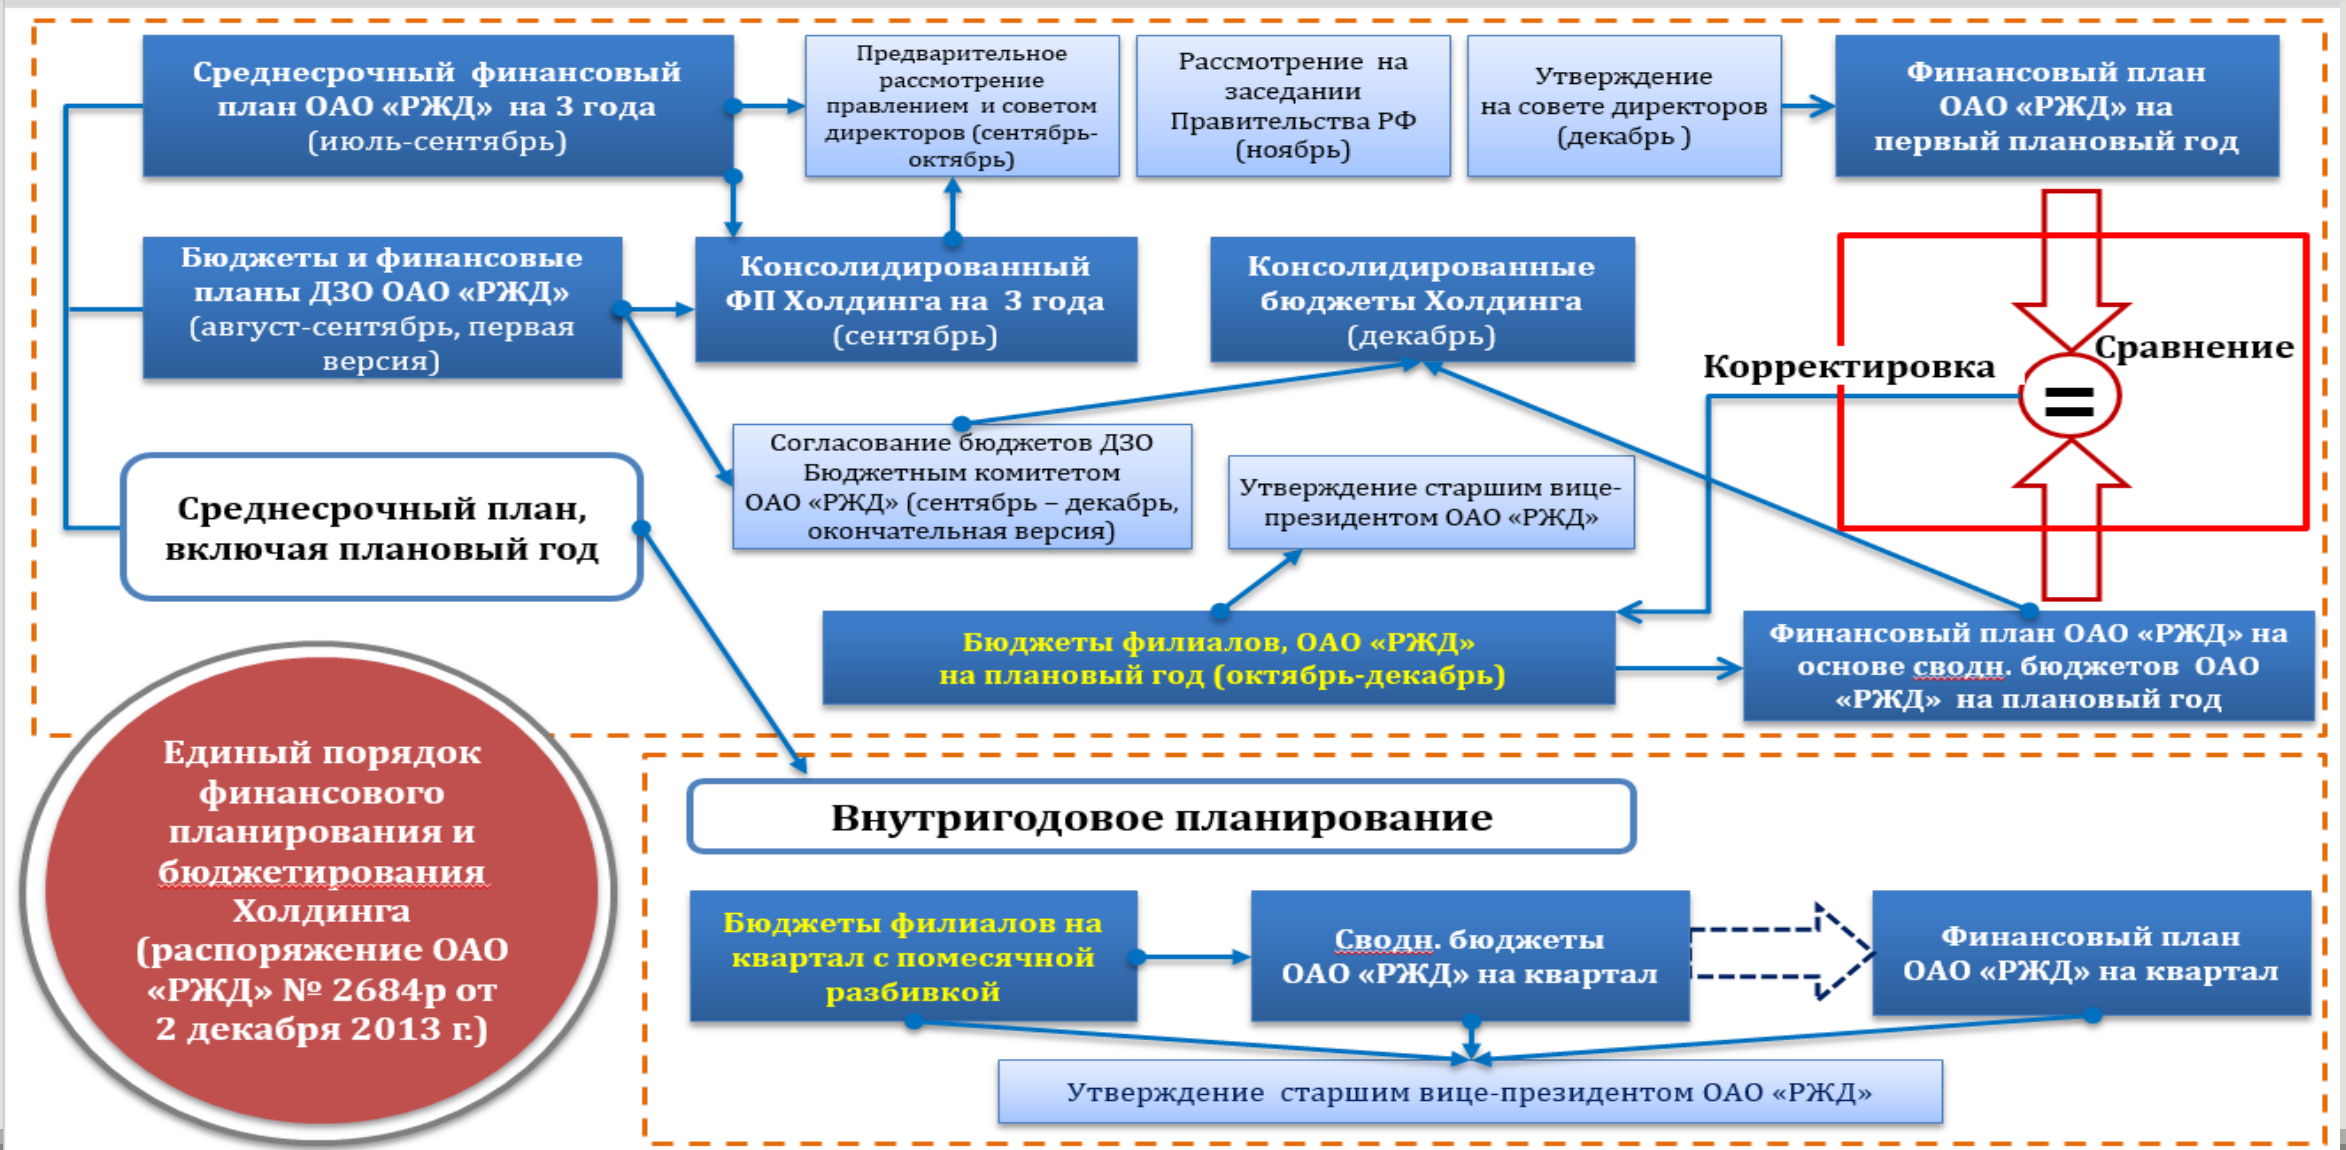 Среднесрочный финансовый
план ОАО «РЖД» на 3 года
(июль-сентябрь)
Предварительное
рассмотрение
правлением и советом
директоров (сентябрь-
октябрь)
Рассмотрение на
заседании
Правительства РФ
(ноябрь)
Утверждение
на совете директоров
(декабрь )
Финансовый план
ОАО «РЖД» на
первый плановый год
Бюджеты и финансовые
планы ДЗО ОАО «РЖД»
(август-сентябрь, первая
версия)
Консолидированный
ФП Холдинга на 3 года
(сентябрь)
Консолидированные
бюджеты Холдинга
(декабрь)
Сравнение
Корректировка
=
Согласование бюджетов ДЗО
Бюджетным комитетом
ОАО «РЖД» (сентябрь – декабрь,
окончательная версия)
Утверждение старшим вице-
президентом ОАО «РЖД»
Среднесрочный план,
включая плановый год
Бюджеты филиалов, ОАО «РЖД»
на плановый год (октябрь-декабрь)
Финансовый план ОАО «РЖД» на
основе сводн. бюджетов ОАО
«РЖД» на плановый год
Единый порядок
финансового
планирования и
бюджетирования
Холдинга
(распоряжение ОАО
«РЖД» № 2684р от
2 декабря 2013 г.)
Внутригодовое планирование
Бюджеты филиалов на
квартал с помесячной
разбивкой
Сводн. бюджеты
ОАО «РЖД» на квартал
Финансовый план
ОАО «РЖД» на квартал
Утверждение старшим вице-президентом ОАО «РЖД»